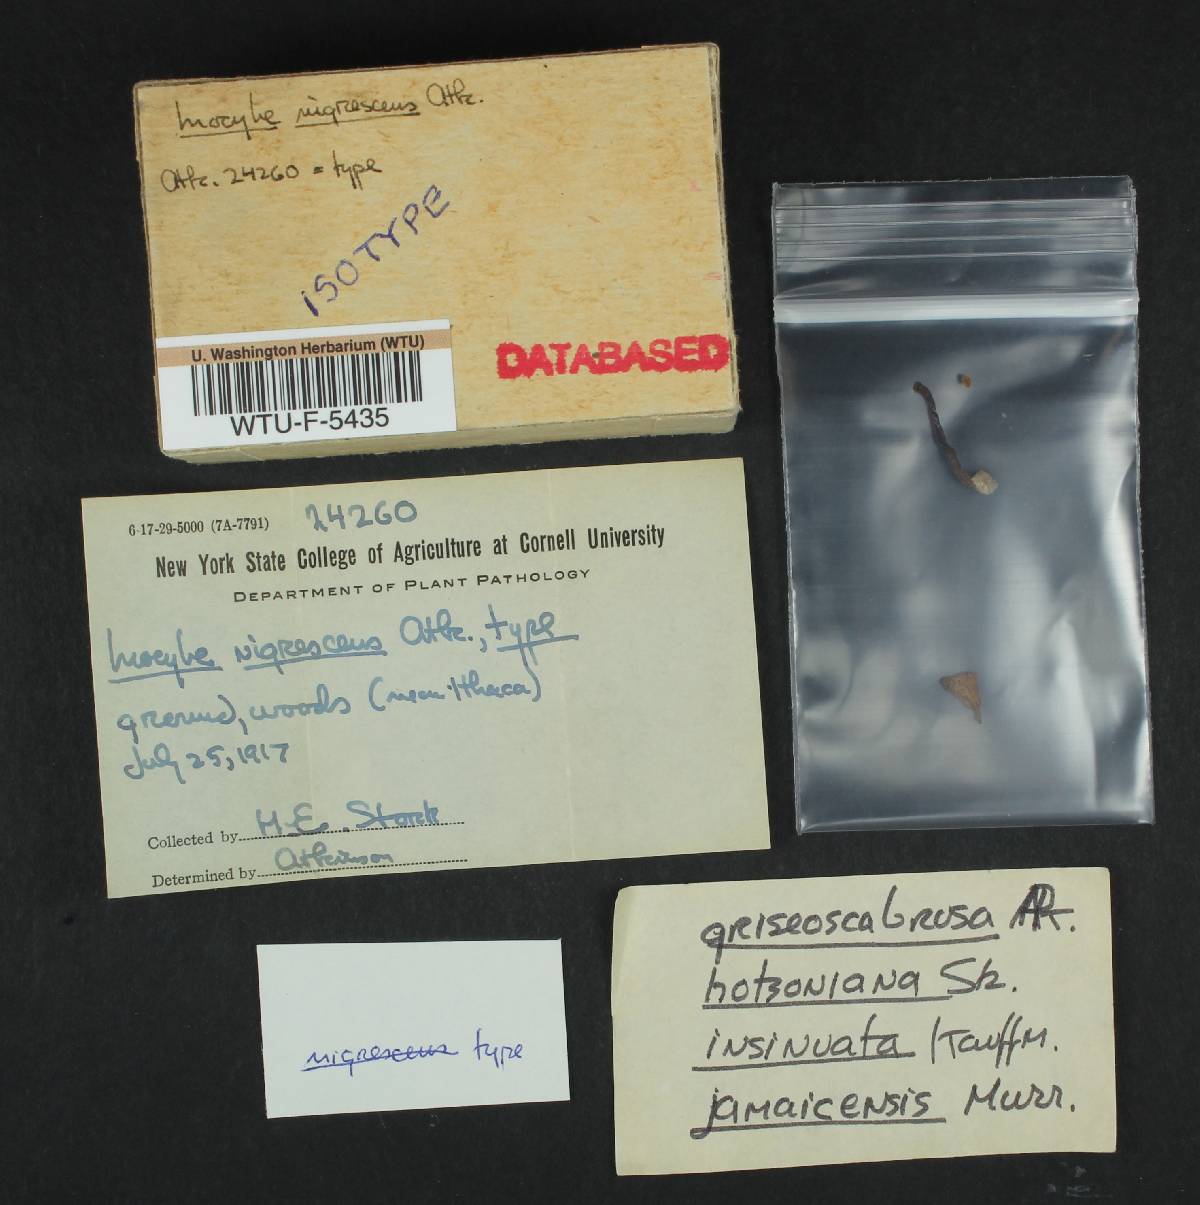 Inocybe nigrescens Atk.
Atk. 24260 = type
ISOTYPE
U. Washington Herbarium (WTU)
WTU-F-5435
DATABASED
6-17-29-5000 (7A-7791)
24260
New York State College of Agriculture at Cornell University
DEPARTMENT OF PLANT PATHOLOGY
Inocybe nigrescens Atk., type
ground, woods (near Ithaca)
July 25, 1917
Collected by H.E. Stork
Determined by Atkinson
nigrescens type
griseoscabrosa
hotsoniana Sk.
insinuata Kauffm.
jamaicensis Murr.